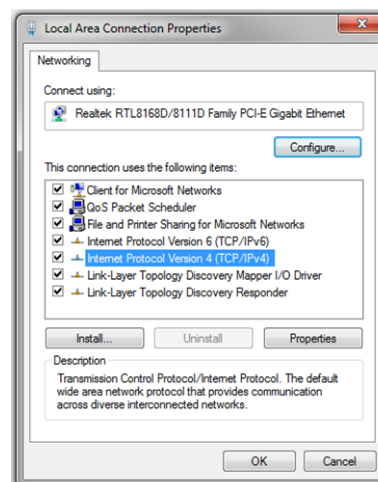 Local Area Connection Properties
Networking
Connect using:
Realtek RTL8168D/8111D Family PCI-E Gigabit Ethernet
Configure...
This connection uses the following items:
Client for Microsoft Networks
QoS Packet Scheduler
File and Printer Sharing for Microsoft Networks
Internet Protocol Version 6 (TCP/IPv6)
Internet Protocol Version 4 (TCP/IPv4)
Link-Layer Topology Discovery Mapper I/O Driver
Link-Layer Topology Discovery Responder
Install... Uninstall Properties
Description
Transmission Control Protocol/Internet Protocol. The default
wide area network protocol that provides communication
across diverse interconnected networks.
OK Cancel